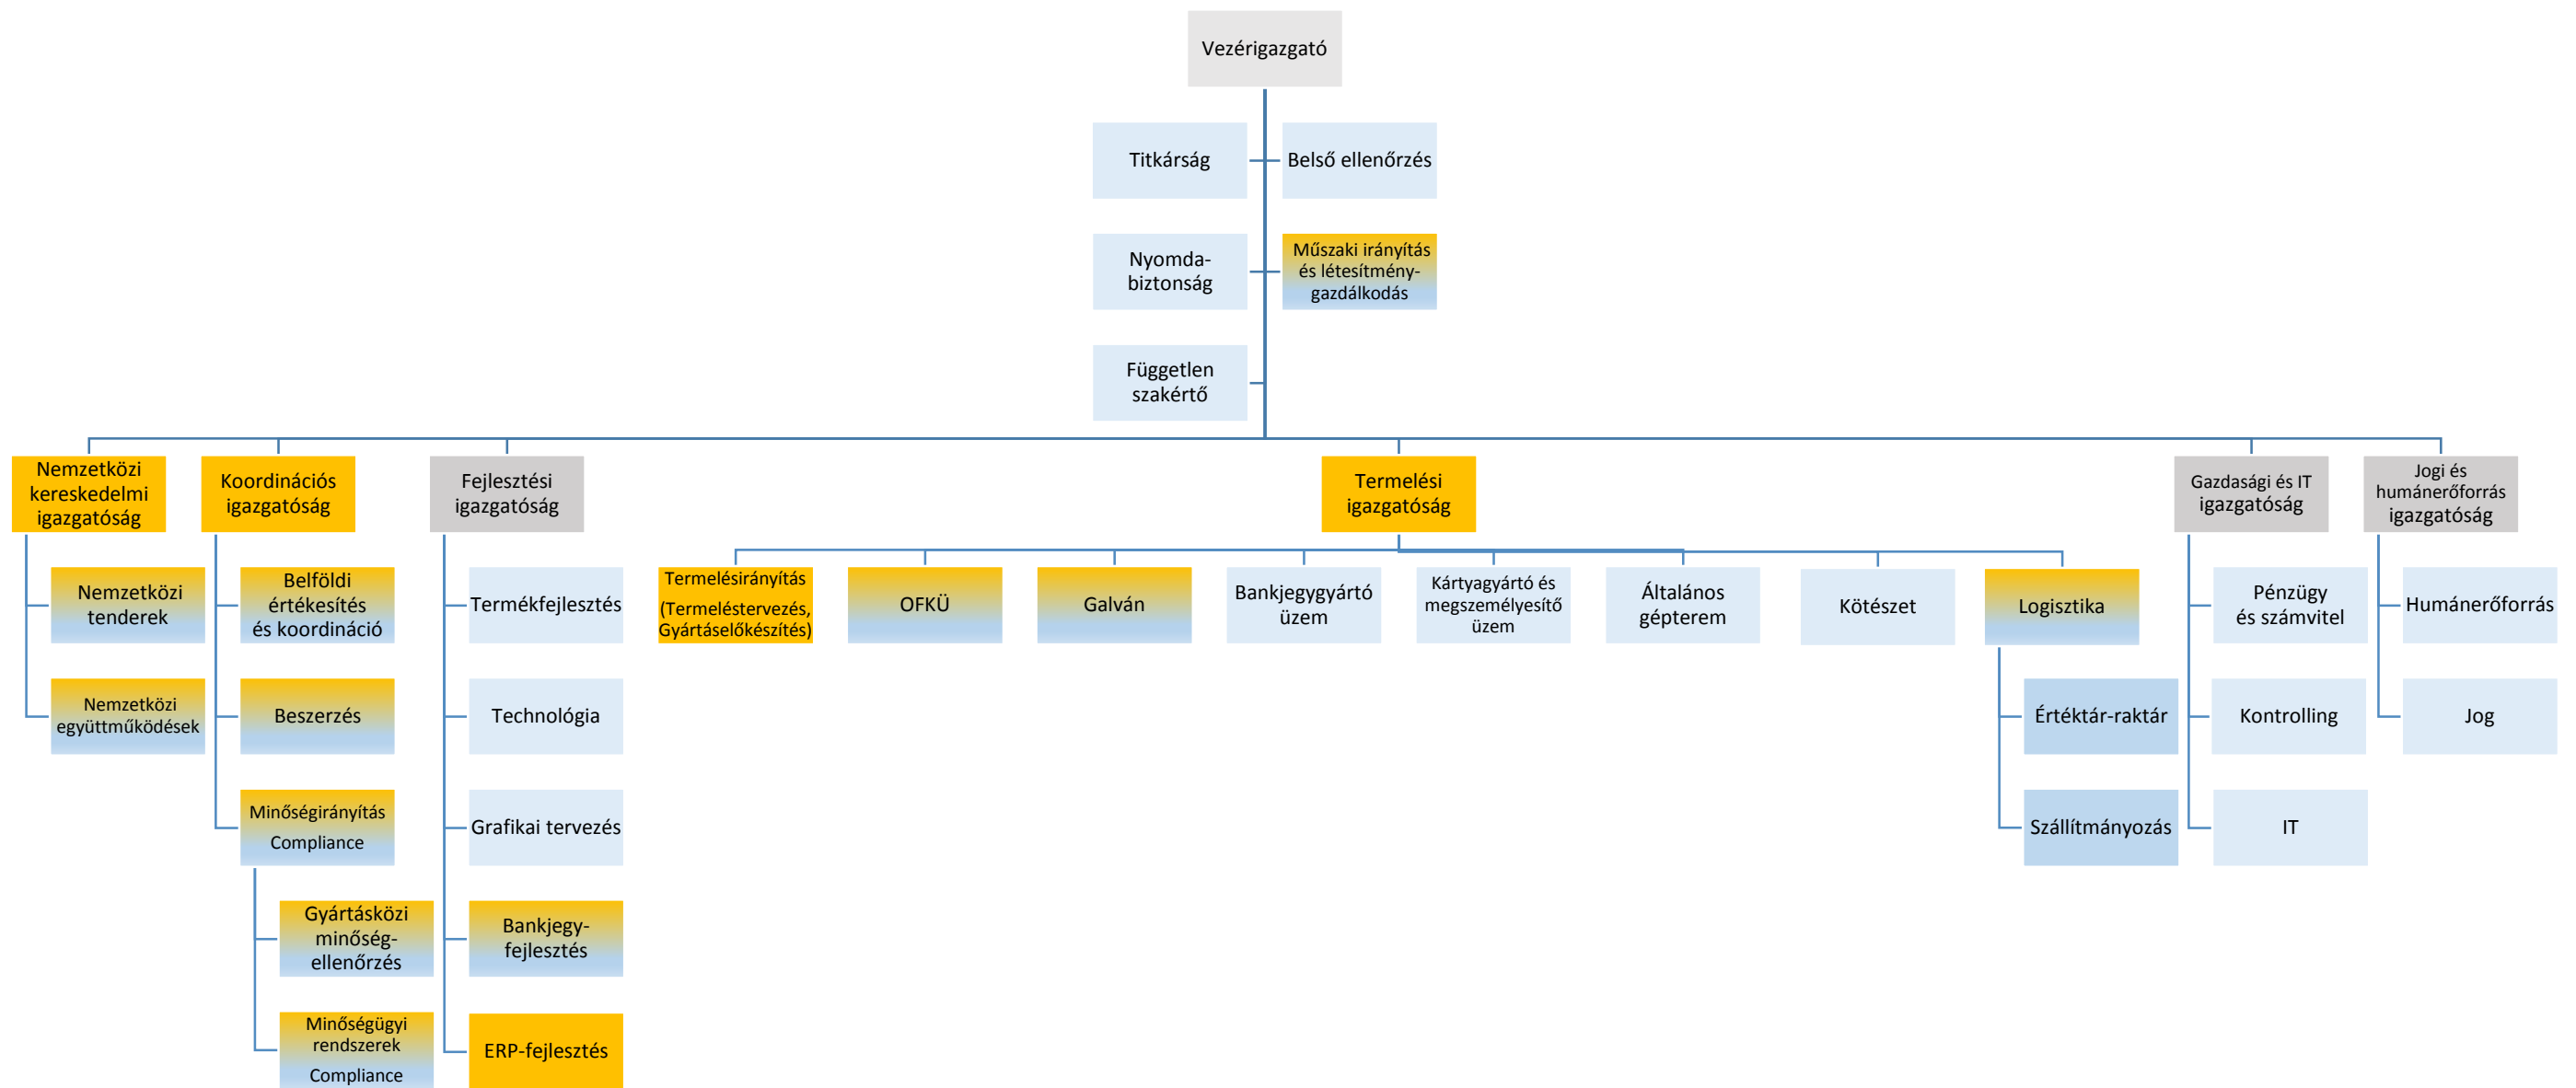 Vezérigazgató
Titkárság
Belső ellenőrzés
Nyomda-
biztonság
Műszaki irányítás
és létesítmény-
gazdálkodás
Független
szakértő
Nemzetközi
kereskedelmi
igazgatóság
Koordinációs
igazgatóság
Fejlesztési
igazgatóság
Termelési
igazgatóság
Gazdasági és IT
igazgatóság
Jogi és
humánerőforrás
igazgatóság
Nemzetközi
tenderek
Nemzetközi
együttműködések
Belföldi
értékesítés
és koordináció
Beszerzés
Minőségirányítás
Compliance
Gyártásközi
minőség-
ellenőrzés
Minőségügyi
rendszerek
Compliance
Termékfejlesztés
Technológia
Grafikai tervezés
Bankjegy-
fejlesztés
ERP-fejlesztés
Termelésirányítás
(Termeléstervezés,
Gyártáselőkészítés)
OFKÜ
Galván
Bankjegygyártó
üzem
Kártyagyártó és
megszemélyesítő
üzem
Általános
gépterem
Kötészet
Logisztika
Értéktár-raktár
Szállítmányozás
Pénzügy
és számvitel
Kontrolling
IT
Humánerőforrás
Jog